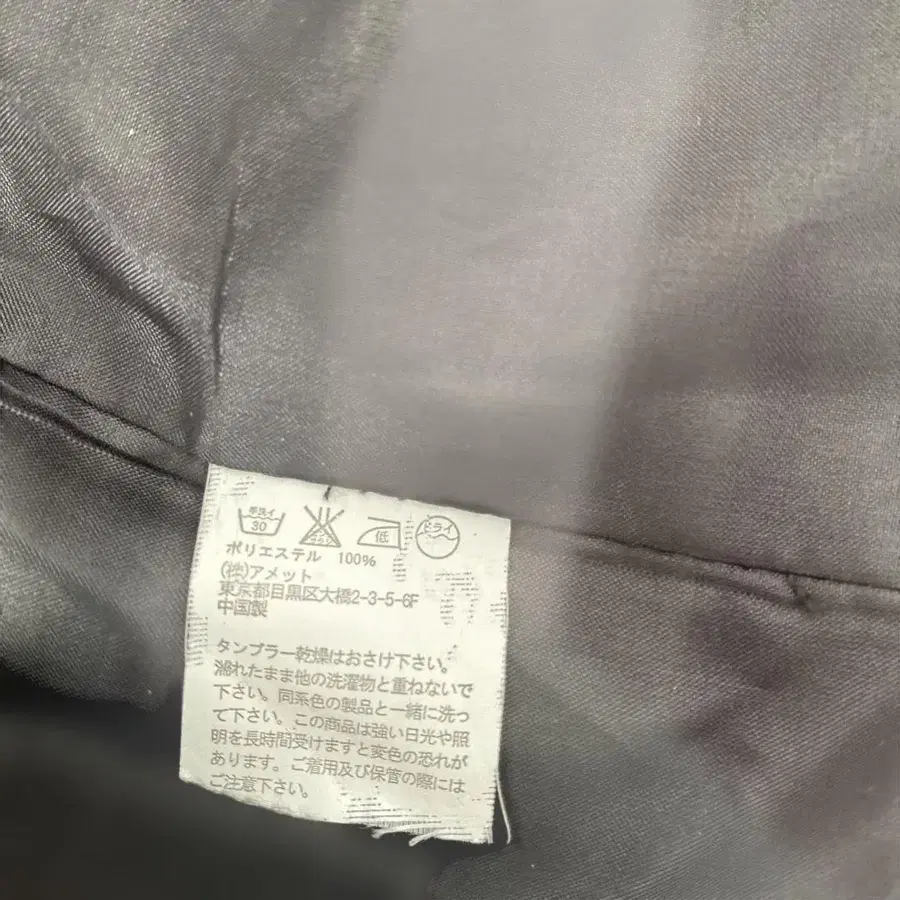 手洗イ 30 エンソサラシ 低 ドライ
ポリエステル 100%
(株)アメット
東京都目黒区大橋2-3-5-6F
中国製
タンブラー乾燥はおさけ下さい。
濡れたまま他の洗濯物と重ねないで
下さい。同系色の製品と一緒に洗っ
て下さい。この商品は強い日光や照
明を長時間受けますと変色の恐れが
あります。ご着用及び保管の際には
ご注意下さい。